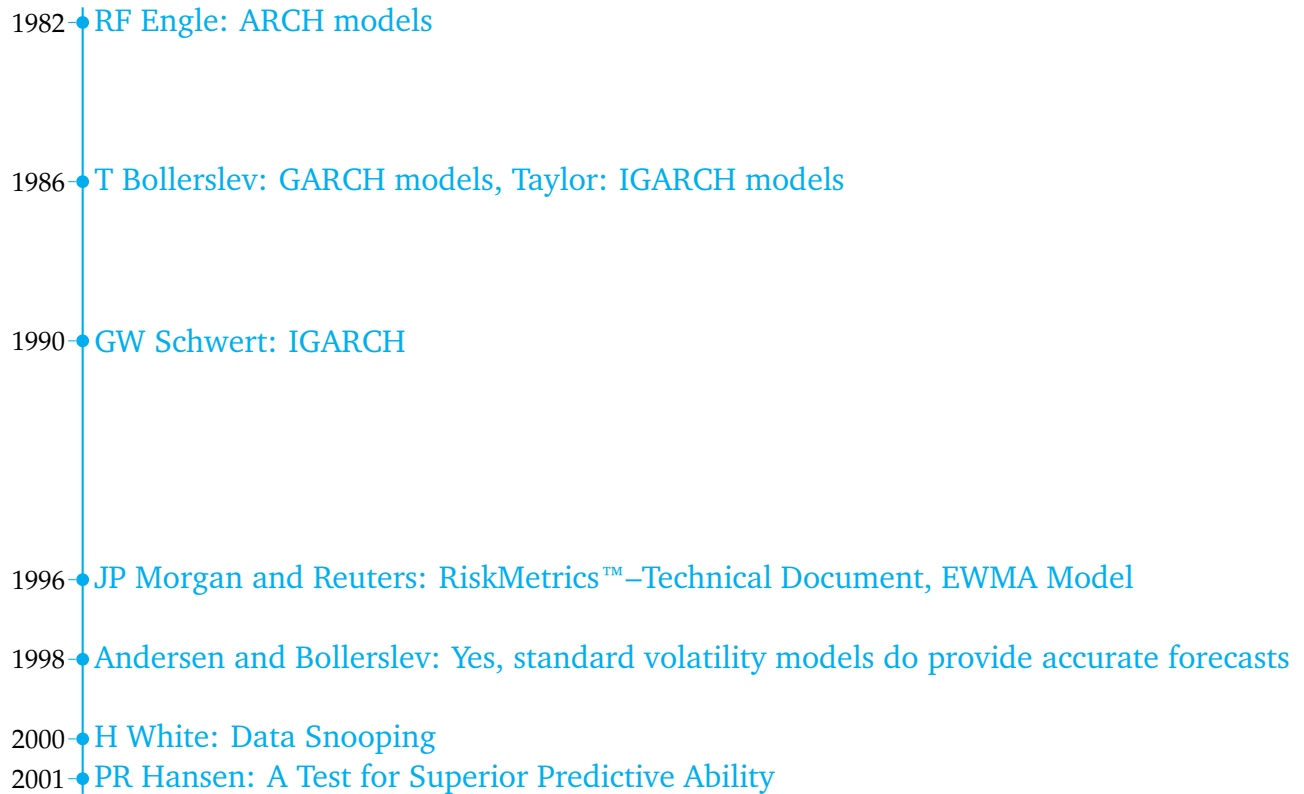 1982 RF Engle: ARCH models
1986 T Bollerslev: GARCH models, Taylor: IGARCH models
1990 GW Schwert: IGARCH
1996 JP Morgan and Reuters: RiskMetrics™–Technical Document, EWMA Model
1998 Andersen and Bollerslev: Yes, standard volatility models do provide accurate forecasts
2000 H White: Data Snooping
2001 PR Hansen: A Test for Superior Predictive Ability